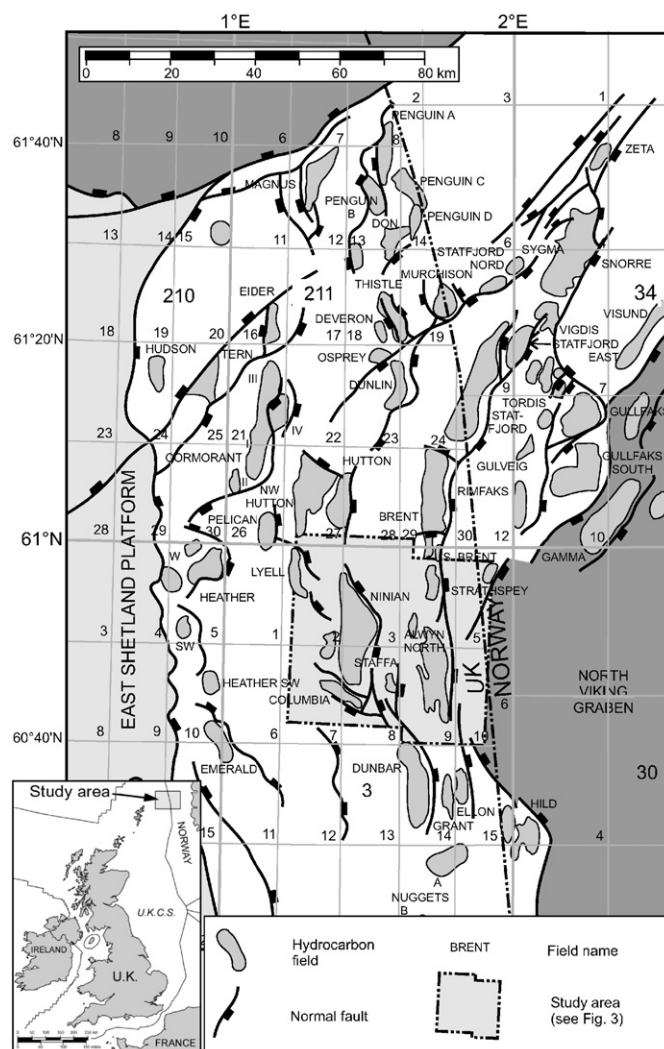 1°E
2°E
0
20
40
60
80 km
61°40'N
61°20'N
61°N
60°40'N
2
3
1
PENGUIN A
8
9
10
6
7
8
ZETA
MAGNUS
PENGUIN
B
PENGUIN C
DON
PENGUIN D
13
14
15
11
12
13
14
6
STATFJORD
NORD
SYGMA
SNORRE
MURCHISON
THISTLE
210
211
34
EIDER
DEVERON
VISUND
VIGDIS
STATFJORD
EAST
18
19
20
16
17
18
19
HUDSON
TERN
OSPREY
DUNLIN
III
IV
9
7
TORDIS
STAT-
FJORD
GULLFAKS
23
24
25
21
I
22
23
24
CORMORANT
II
HUTTON
GULVEIG
GULLFAKS
SOUTH
NW
HUTTON
RIMFAKS
PELICAN
BRENT
28
29
30
26
27
28
29
30
12
10
GAMMA
W
S. BRENT
LYELL
STRATHSPEY
HEATHER
NINIAN
EAST SHETLAND PLATFORM
3
4
5
1
2
3
5
SW
ALWYN
NORTH
STAFFA
UK
NORWAY
HEATHER SW
COLUMBIA
6
NORTH
VIKING
GRABEN
8
9
10
6
7
8
9
10
EMERALD
DUNBAR
3
30
ELLON
GRANT
HILD
15
11
12
13
14
15
4
A
NUGGETS
B
Study area
NORWAY
U.K.C.S.
IRELAND
U.K.
FRANCE
Hydrocarbon
field
BRENT
Field name
Normal fault
Study area
(see Fig. 3)